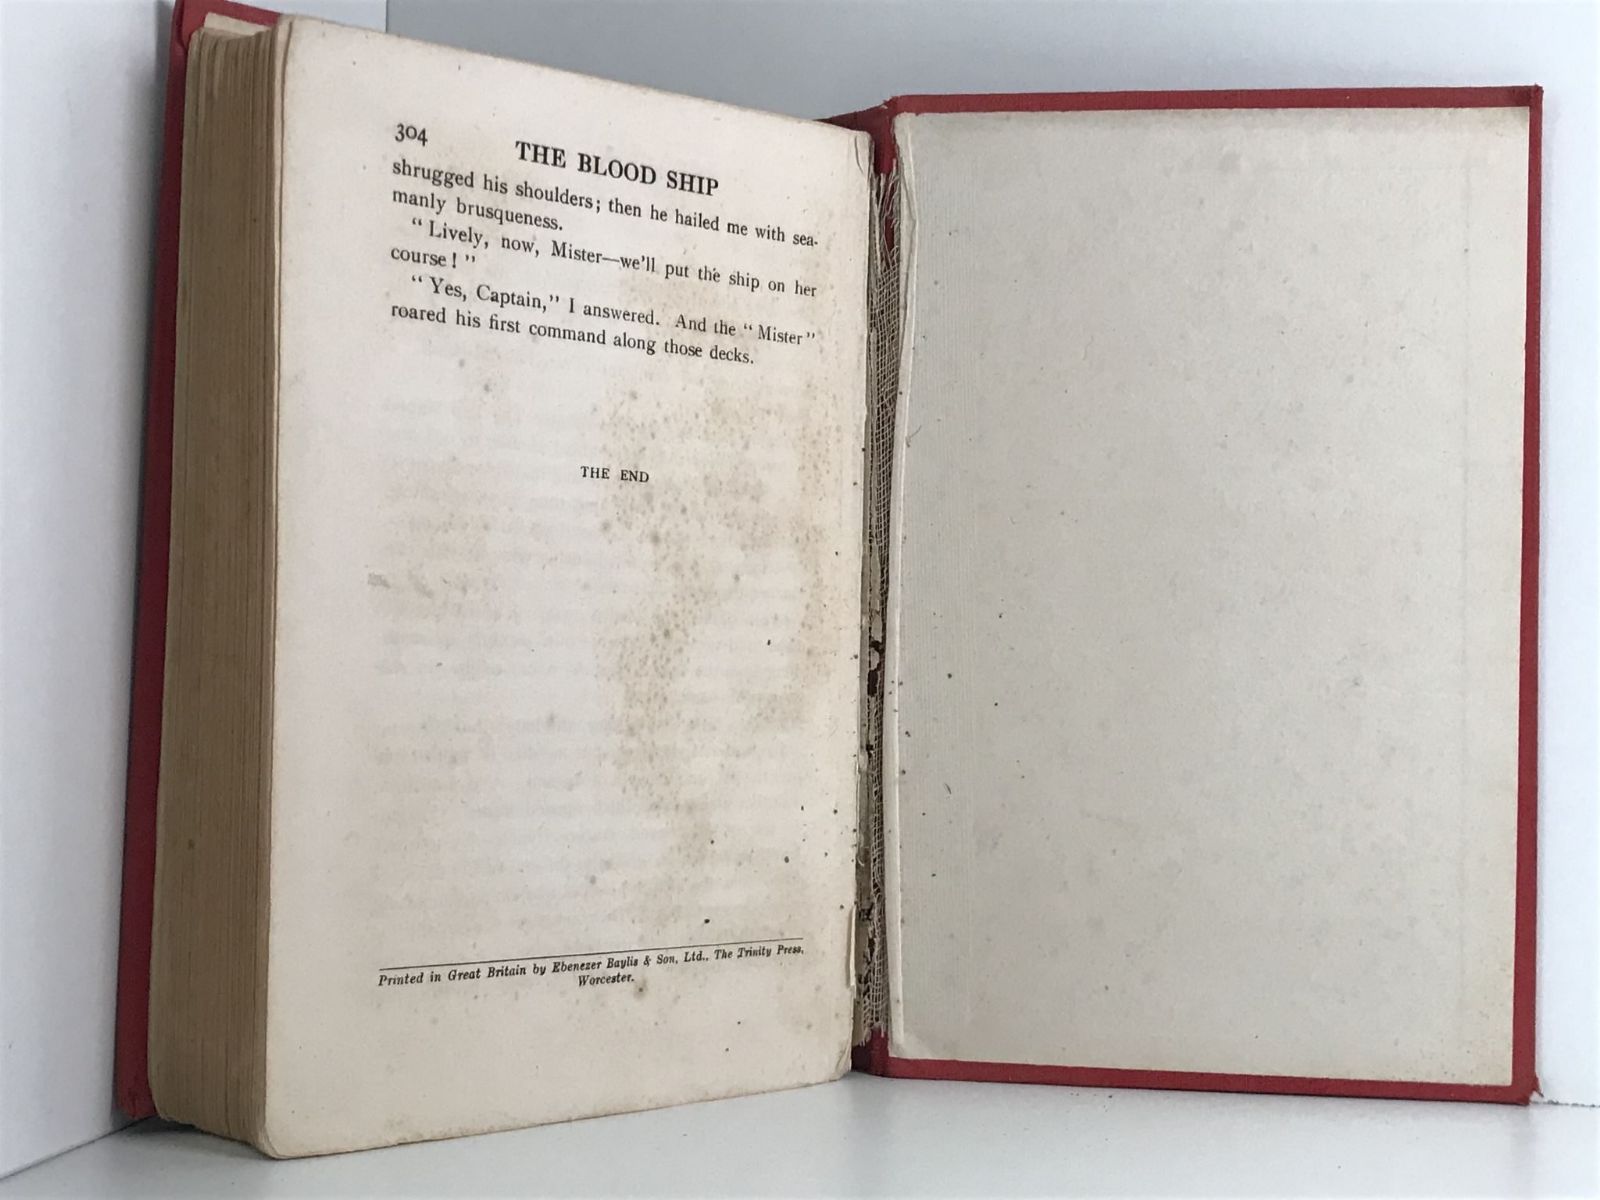 304
THE BLOOD SHIP
shrugged his shoulders; then he hailed me with sea-
manly brusqueness.
“ Lively, now, Mister—we’ll put the ship on her
course ! ”
“ Yes, Captain,” I answered. And the “ Mister ”
roared his first command along those decks.
THE END
Printed in Great Britain by Ebenezer Baylis & Son, Ltd., The Trinity Press,
Worcester.